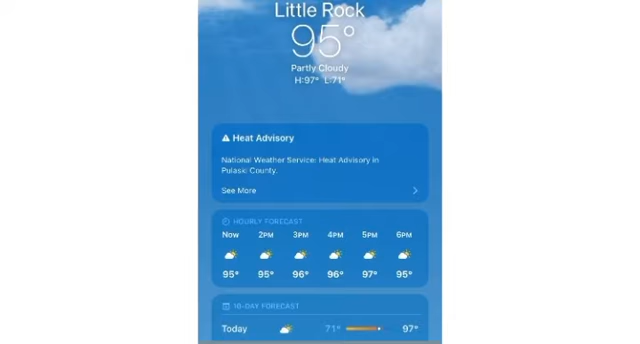 Little Rock
95°
Partly Cloudy
H:97° L:71°
Heat Advisory
National Weather Service: Heat Advisory in
Pulaski County.
See More
HOURLY FORECAST
Now 2PM 3PM 4PM 5PM 6PM
95° 95° 96° 96° 97° 95°
10-DAY FORECAST
Today 71° 97°